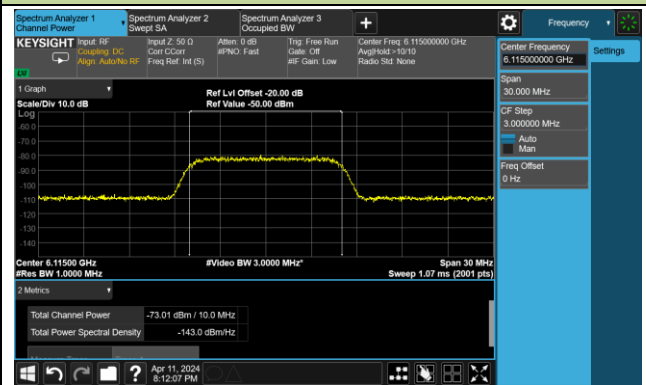 Spectrum Analyzer 1
Channel Power
Spectrum Analyzer 2
Swept SA
Spectrum Analyzer 3
Occupied BW
Frequency
KEYSIGHT
Input: RF
Coupling: DC
Align: Auto/No RF
Input Z: 50 Ω
Corr CCorr
Freq Ref: Int (S)
Atten: 0 dB
#PNO: Fast
Trig: Free Run
Gate: Off
#IF Gain: Low
Center Freq: 6.115000000 GHz
Avg|Hold:>10/10
Radio Std: None
Center Frequency
6.115000000 GHz
Settings
Span
30.000 MHz
CF Step
3.000000 MHz
Auto
Man
Freq Offset
0 Hz
1 Graph
Scale/Div 10.0 dB
Ref Lvl Offset -20.00 dB
Ref Value -50.00 dBm
Log
-60.0
-70.0
-80.0
-90.0
-100
-110
-120
-130
-140
Center 6.11500 GHz
#Video BW 3.0000 MHz*
Span 30 MHz
#Res BW 1.0000 MHz
Sweep 1.07 ms (2001 pts)
2 Metrics
Total Channel Power
-73.01 dBm / 10.0 MHz
Total Power Spectral Density
-143.0 dBm/Hz
?
Apr 11, 2024
8:12:07 PM